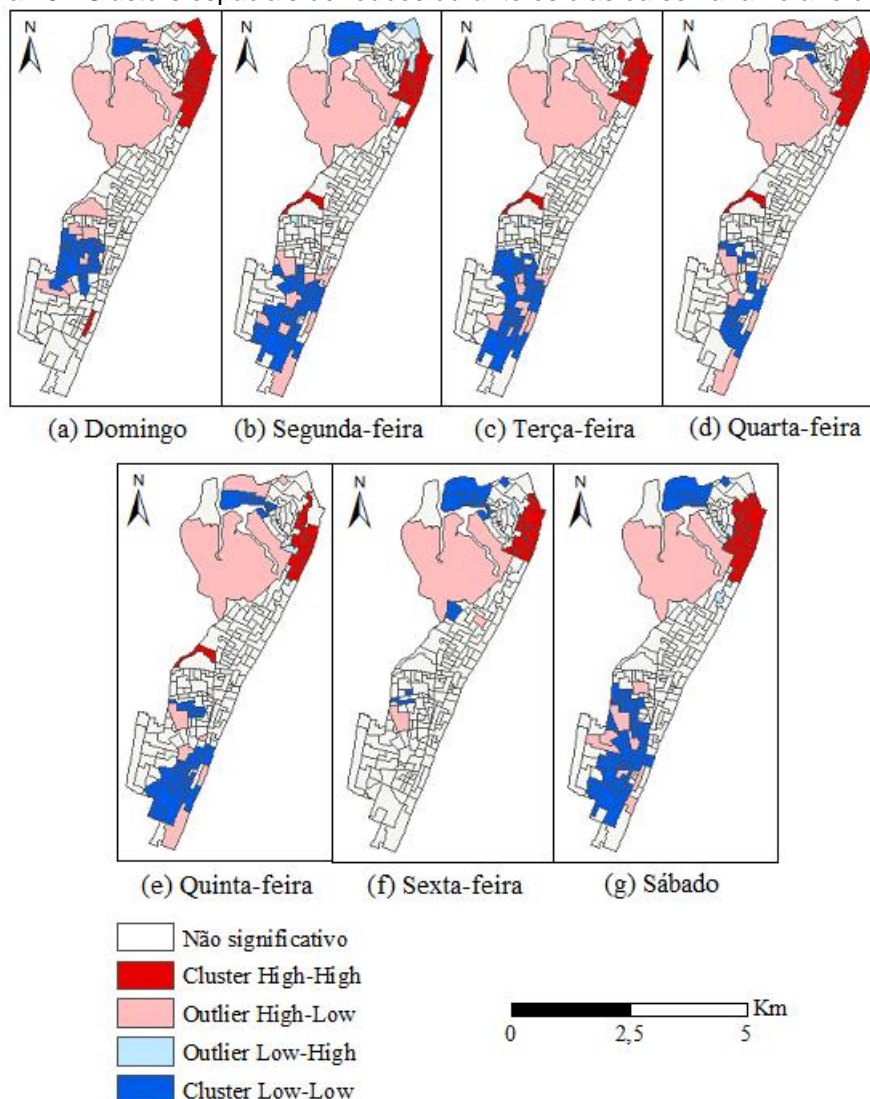 N N N N
(a) Domingo (b) Segunda-feira (c) Terça-feira (d) Quarta-feira
N N N
(e) Quinta-feira (f) Sexta-feira (g) Sábado
Não significativo
Cluster High-High
Outlier High-Low
Outlier Low-High
Cluster Low-Low
Km
0 2,5 5